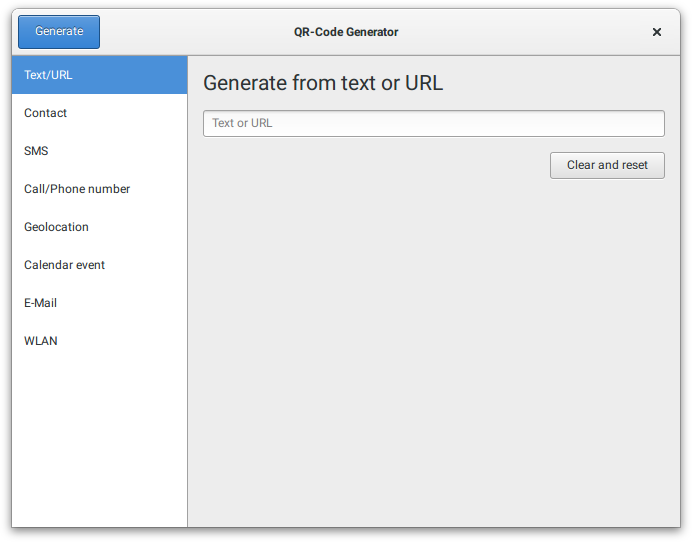 Generate
QR-Code Generator
Text/URL
Contact
SMS
Call/Phone number
Geolocation
Calendar event
E-Mail
WLAN
Generate from text or URL
Text or URL
Clear and reset